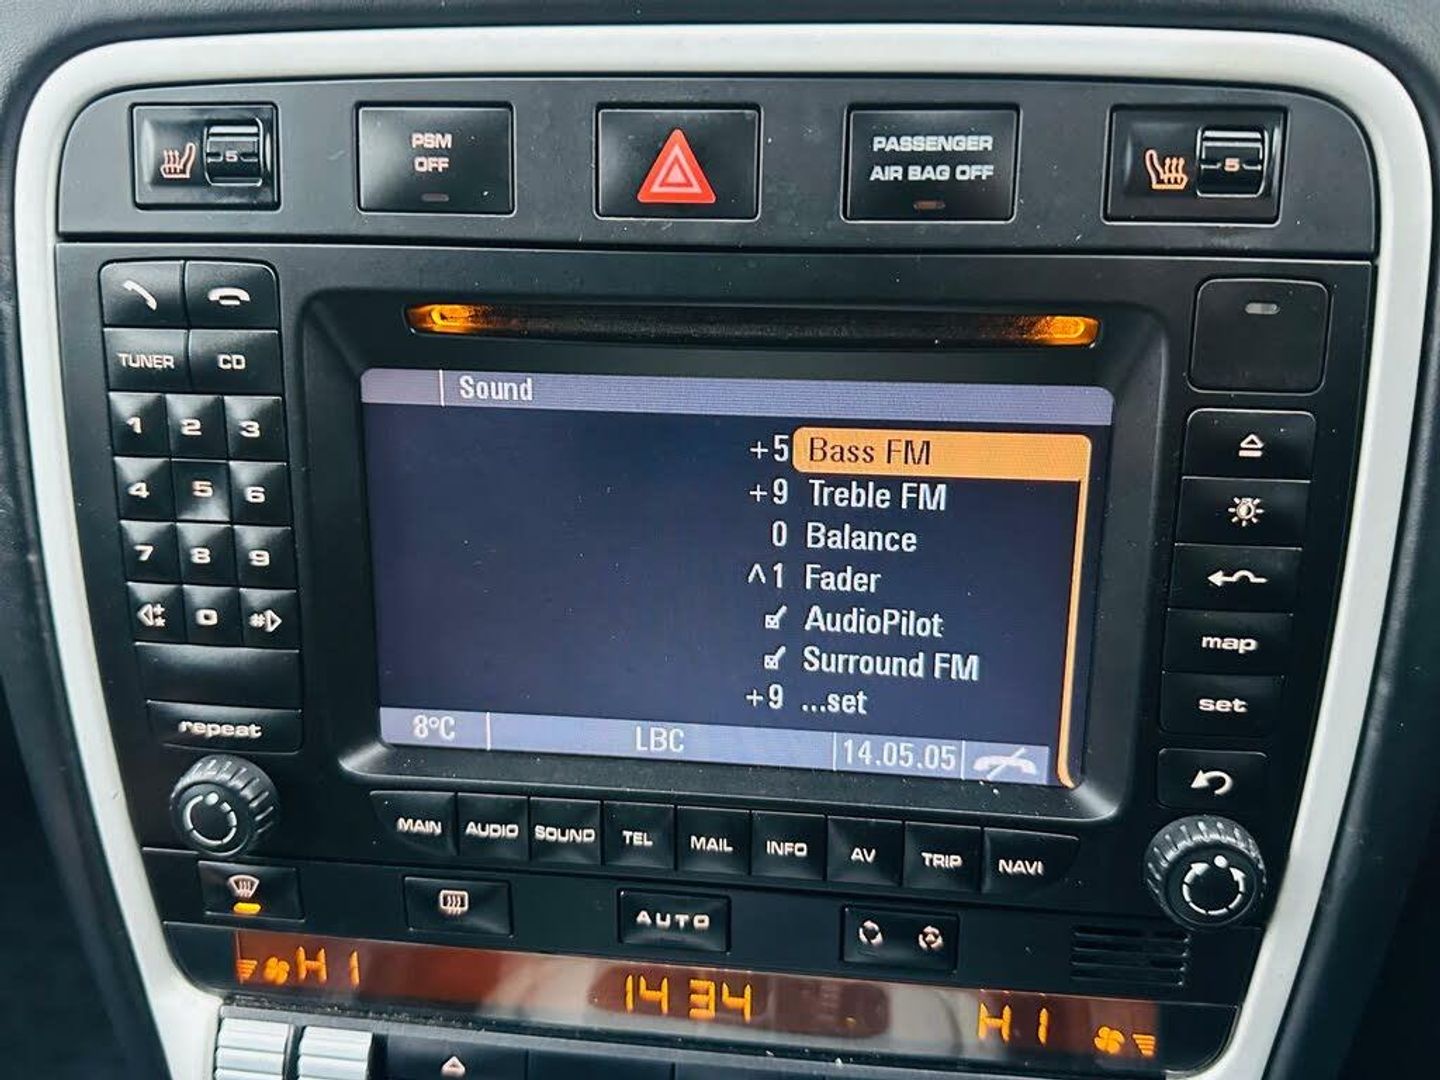 5
PSM
OFF
PASSENGER
AIR BAG OFF
5
TUNER CD
1 2 3
4 5 6
7 8 9
* 0 #
repeat
Sound
+5 Bass FM
+9 Treble FM
0 Balance
^1 Fader
AudioPilot
Surround FM
+9 ...set
8°C LBC 14.05.05
map
set
MAIN AUDIO SOUND TEL MAIL INFO AV TRIP NAVI
AUTO
HI 14 34 HI